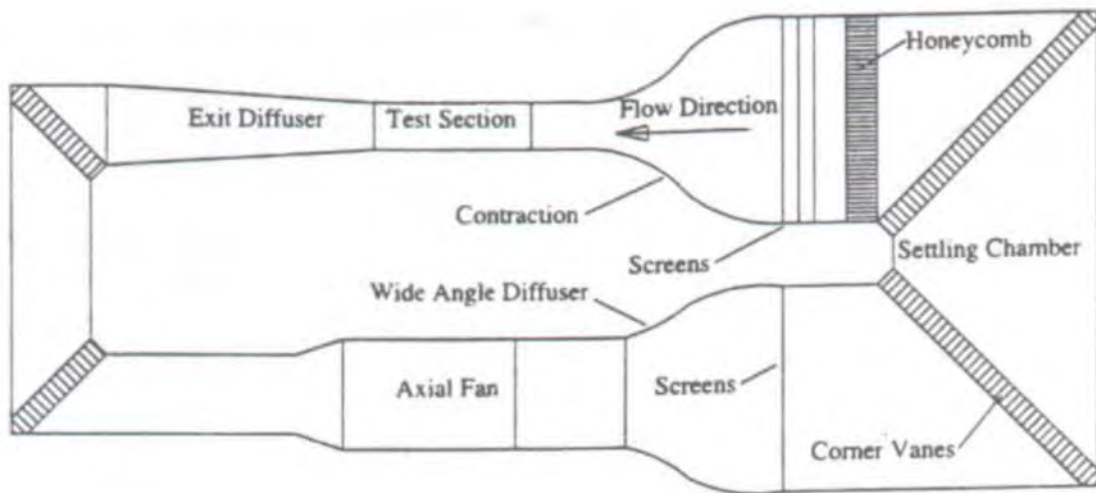 Honeycomb
Exit Diffuser
Test Section
Flow Direction
Contraction
Screens
Settling Chamber
Wide Angle Diffuser
Axial Fan
Screens
Corner Vanes